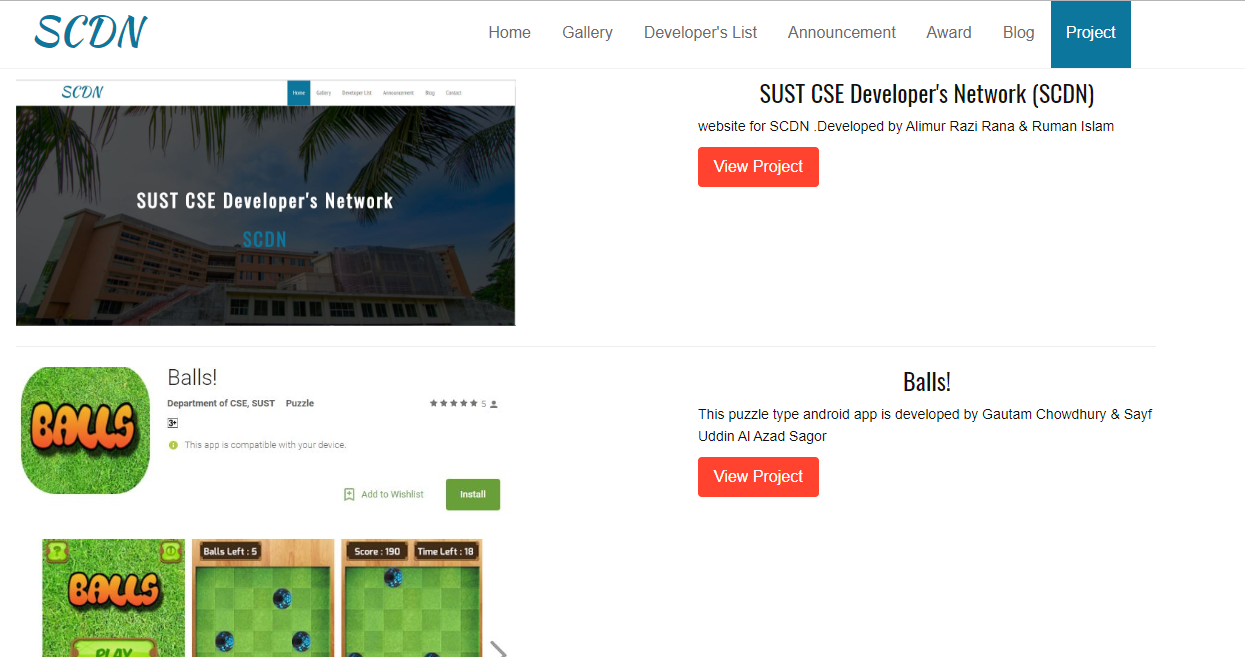 SCDN
Home Gallery Developer's List Announcement Award Blog Project
SCDN
Home Gallery Developer List Announcement Blog Contact
SUST CSE Developer's Network
SCDN
SUST CSE Developer's Network (SCDN)
website for SCDN .Developed by Alimur Razi Rana & Ruman Islam
View Project
BALLS
Balls!
Department of CSE, SUST Puzzle
5
3+
This app is compatible with your device.
Add to Wishlist
Install
Balls!
This puzzle type android app is developed by Gautam Chowdhury & Sayf
Uddin Al Azad Sagor
View Project
?
BALLS
PLAY
Balls Left : 5
Score : 190
Time Left : 18